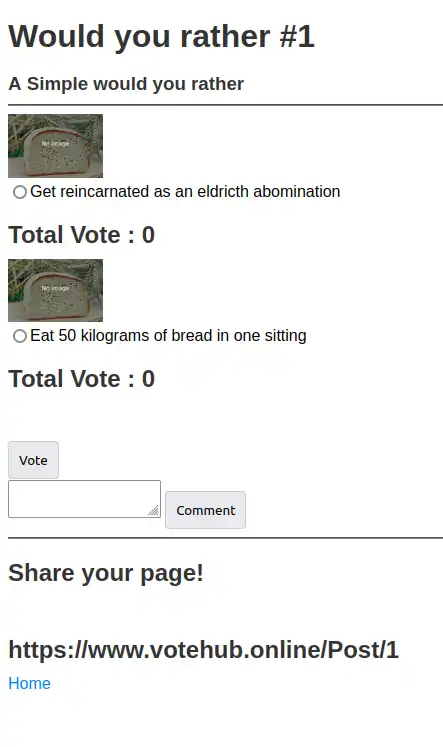 Would you rather #1
A Simple would you rather
No image
Get reincarnated as an eldricth abomination
Total Vote : 0
No image
Eat 50 kilograms of bread in one sitting
Total Vote : 0
Vote
Comment
Share your page!
https://www.votehub.online/Post/1
Home